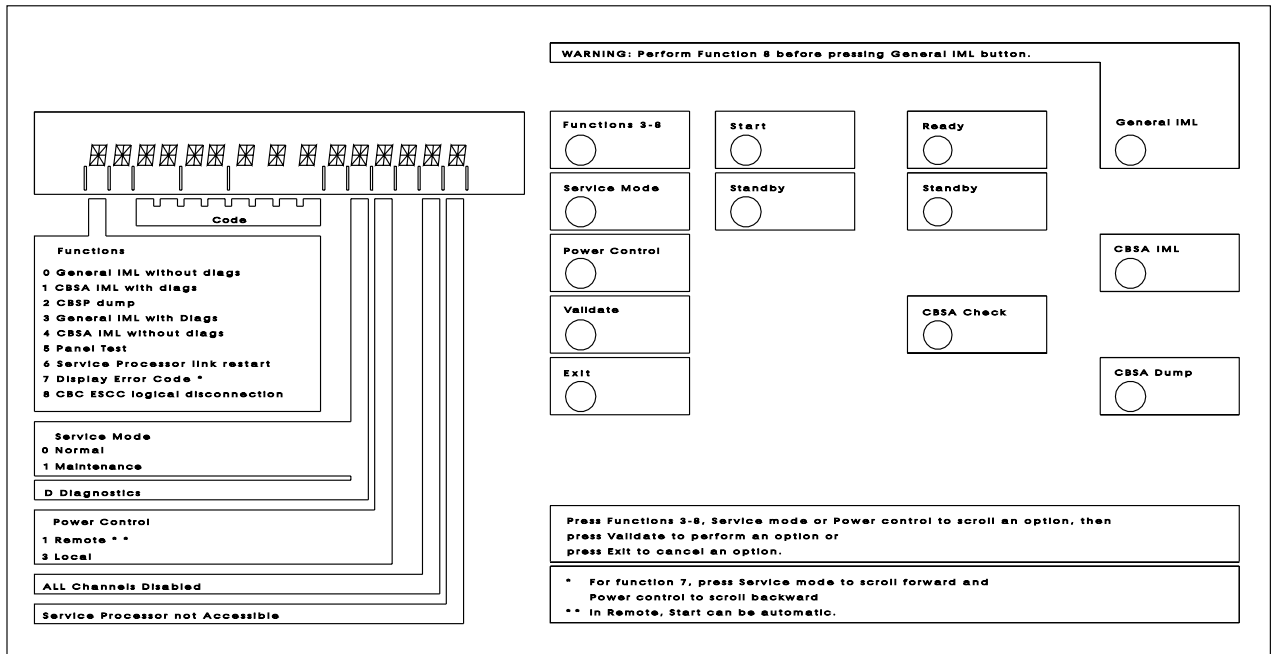 WARNING: Perform Function 8 before pressing General IML button.
Functions 3-8
Start
Ready
General IML
Service Mode
Standby
Standby
Code
Functions
0 General IML without diags
1 CBSA IML with diags
2 CBSP dump
3 General IML with Diags
4 CBSA IML without diags
5 Panel Test
6 Service Processor link restart
7 Display Error Code *
8 CBC ESCC logical disconnection
Power Control
CBSA IML
Validate
CBSA Check
Exit
CBSA Dump
Service Mode
0 Normal
1 Maintenance
D Diagnostics
Power Control
1 Remote * *
3 Local
ALL Channels Disabled
Service Processor not Accessible
Press Functions 3-8, Service mode or Power control to scroll an option, then
press Validate to perform an option or
press Exit to cancel an option.
* For function 7, press Service mode to scroll forward and
Power control to scroll backward
* * In Remote, Start can be automatic.